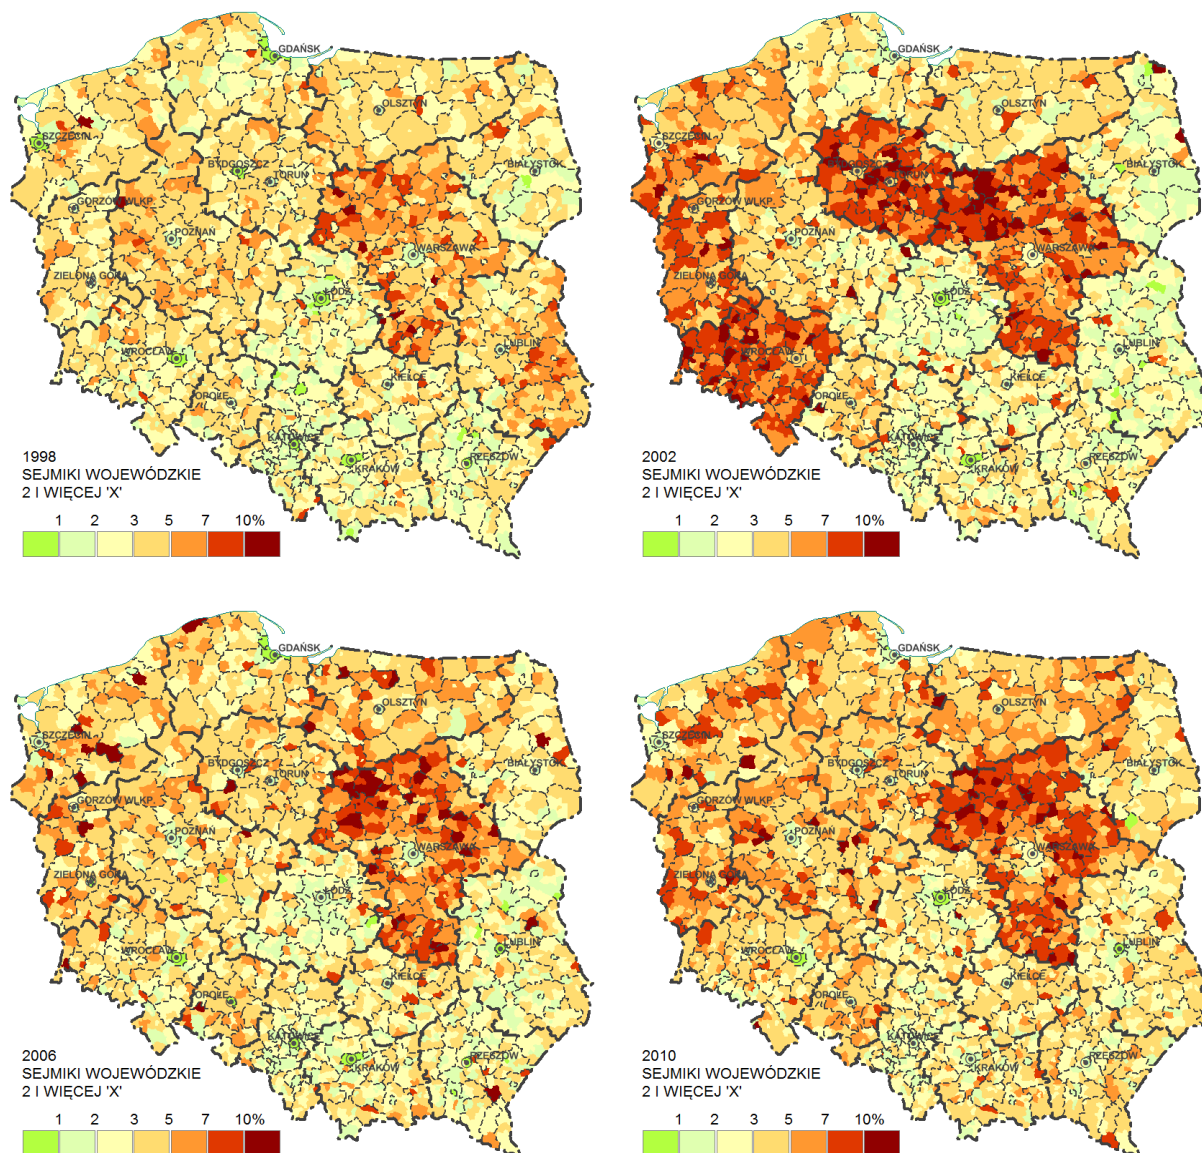 GDAŃSK
OLSZTYN
SZCZECIN
BYDGOSZCZ
TORUŃ
BIAŁYSTOK
GORZÓW WLKP.
POZNAŃ
WARSZAWA
ZIELONA GÓRA
ŁÓDŹ
WROCŁAW
LUBLIN
KIELCE
OPOLE
KATOWICE
KRAKÓW
RZESZÓW
1998
SEJMIKI WOJEWÓDZKIE
2 I WIĘCEJ 'X'
1 2 3 5 7 10%
GDAŃSK
OLSZTYN
SZCZECIN
BYDGOSZCZ
TORUŃ
BIAŁYSTOK
GORZÓW WLKP.
POZNAŃ
WARSZAWA
ZIELONA GÓRA
ŁÓDŹ
WROCŁAW
LUBLIN
KIELCE
OPOLE
KATOWICE
KRAKÓW
RZESZÓW
2002
SEJMIKI WOJEWÓDZKIE
2 I WIĘCEJ 'X'
1 2 3 5 7 10%
GDAŃSK
OLSZTYN
SZCZECIN
BYDGOSZCZ
TORUŃ
BIAŁYSTOK
GORZÓW WLKP.
POZNAŃ
WARSZAWA
ZIELONA GÓRA
ŁÓDŹ
WROCŁAW
LUBLIN
KIELCE
OPOLE
KATOWICE
KRAKÓW
RZESZÓW
2006
SEJMIKI WOJEWÓDZKIE
2 I WIĘCEJ 'X'
1 2 3 5 7 10%
GDAŃSK
OLSZTYN
SZCZECIN
BYDGOSZCZ
TORUŃ
BIAŁYSTOK
GORZÓW WLKP.
POZNAŃ
WARSZAWA
ZIELONA GÓRA
ŁÓDŹ
WROCŁAW
LUBLIN
KIELCE
OPOLE
KATOWICE
KRAKÓW
RZESZÓW
2010
SEJMIKI WOJEWÓDZKIE
2 I WIĘCEJ 'X'
1 2 3 5 7 10%